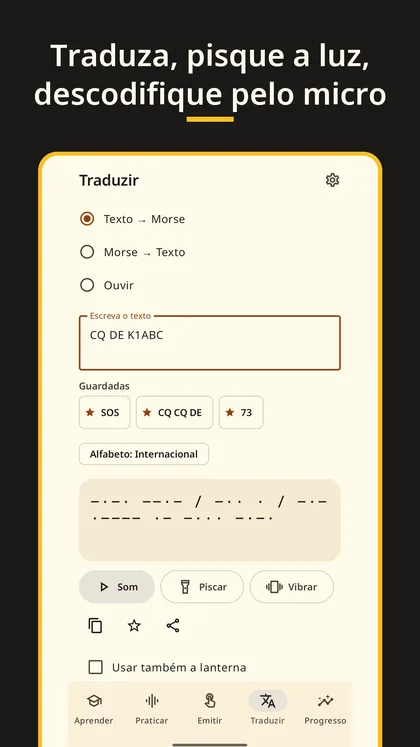 Traduza, pisque a luz,
descodifique pelo micro
Traduzir
Texto → Morse
Morse → Texto
Ouvir
Escreva o texto
CQ DE K1ABC
Guardadas
★ SOS ★ CQ CQ DE ★ 73
Alfabeto: Internacional
−·−· −−·− / −·· · / −·−
·−−−− ·− −··· −·−·
Som Piscar Vibrar
Usar também a lanterna
Aprender Praticar Emitir Traduzir Progresso